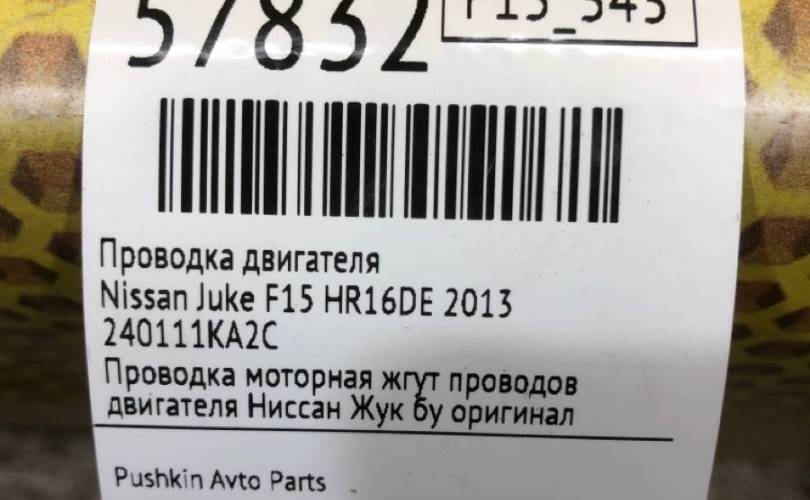 57832
F15_545
Проводка двигателя
Nissan Juke F15 HR16DE 2013
240111KA2C
Проводка моторная жгут проводов
двигателя Ниссан Жук бу оригинал
Pushkin Avto Parts